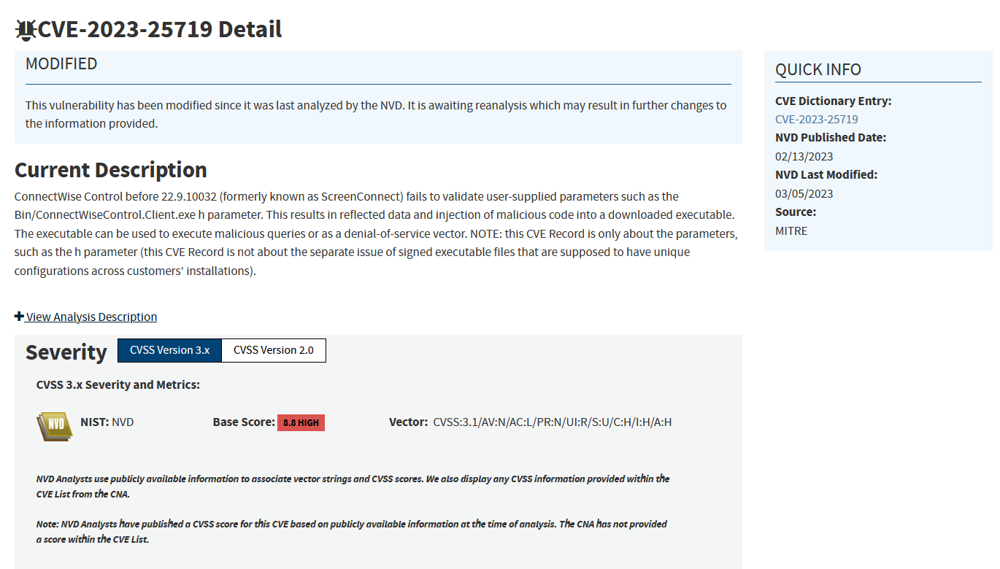 CVE-2023-25719 Detail
MODIFIED
This vulnerability has been modified since it was last analyzed by the NVD. It is awaiting reanalysis which may result in further changes to
the information provided.
Current Description
ConnectWise Control before 22.9.10032 (formerly known as ScreenConnect) fails to validate user-supplied parameters such as the
Bin/ConnectWiseControl.Client.exe h parameter. This results in reflected data and injection of malicious code into a downloaded executable.
The executable can be used to execute malicious queries or as a denial-of-service vector. NOTE: this CVE Record is only about the parameters,
such as the h parameter (this CVE Record is not about the separate issue of signed executable files that are supposed to have unique
configurations across customers' installations).
View Analysis Description
Severity CVSS Version 3.x CVSS Version 2.0
CVSS 3.x Severity and Metrics:
NVD NIST: NVD Base Score: 8.8 HIGH Vector: CVSS:3.1/AV:N/AC:L/PR:N/UI:R/S:U/C:H/I:H/A:H
NVD Analysts use publicly available information to associate vector strings and CVSS scores. We also display any CVSS information provided within the
CVE List from the CNA.
Note: NVD Analysts have published a CVSS score for this CVE based on publicly available information at the time of analysis. The CNA has not provided
a score within the CVE List.
QUICK INFO
CVE Dictionary Entry:
CVE-2023-25719
NVD Published Date:
02/13/2023
NVD Last Modified:
03/05/2023
Source:
MITRE